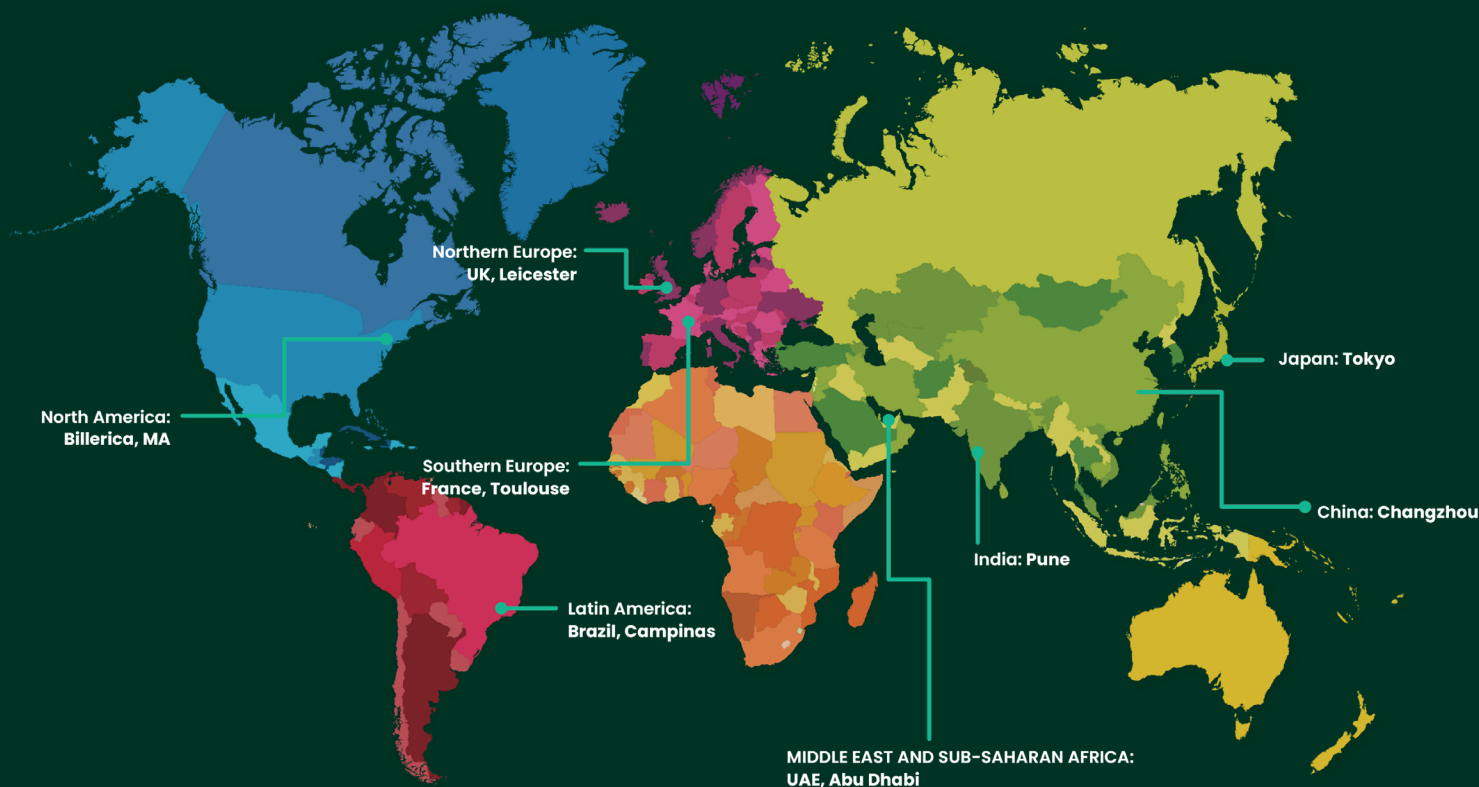 Northern Europe:
UK, Leicester
North America:
Billerica, MA
Southern Europe:
France, Toulouse
Latin America:
Brazil, Campinas
Japan: Tokyo
China: Changzhou
India: Pune
MIDDLE EAST AND SUB-SAHARAN AFRICA:
UAE, Abu Dhabi